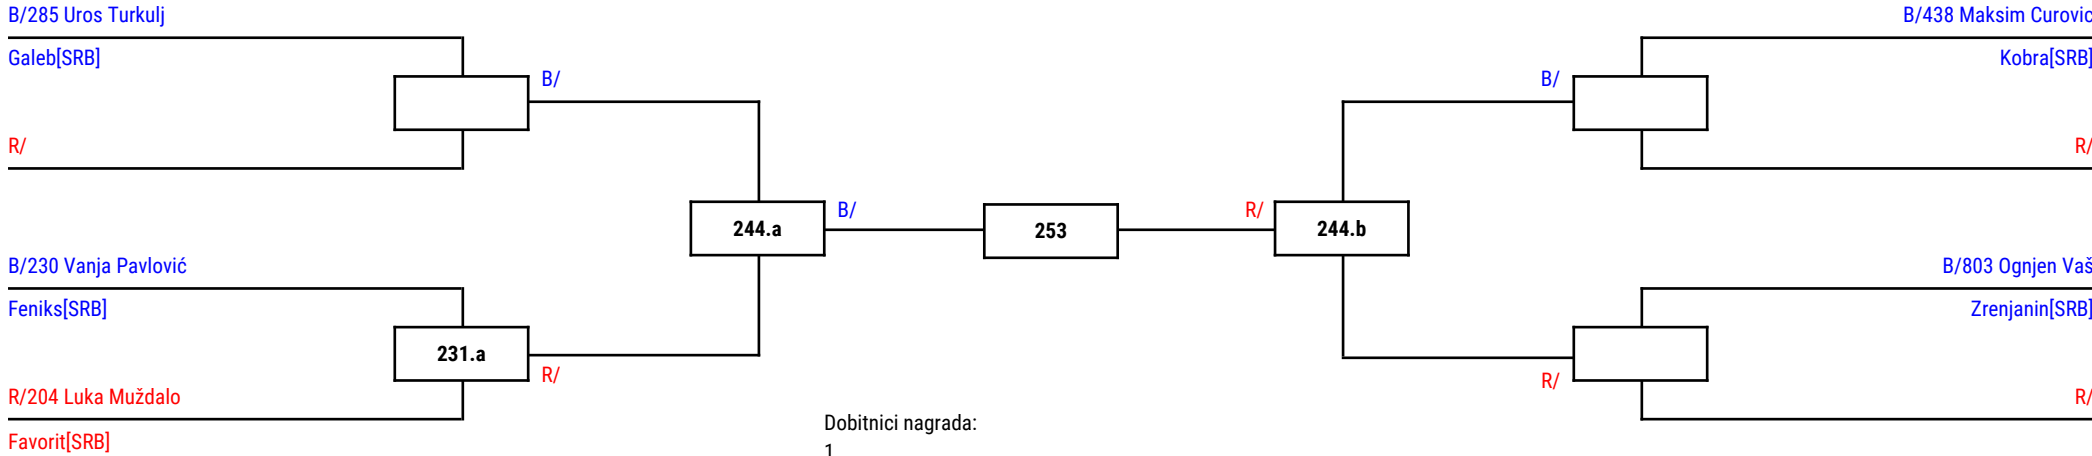 B/285 Uros Turkulj
Galeb[SRB]
B/
R/
B/230 Vanja Pavlović
Feniks[SRB]
231.a
R/204 Luka Muždalo
Favorit[SRB]
R/
244.a
B/
253
R/
244.b
B/438 Maksim Curovic
Kobra[SRB]
B/
R/
B/803 Ognjen Vaš
Zrenjanin[SRB]
R/
R/
Dobitnici nagrada:
1